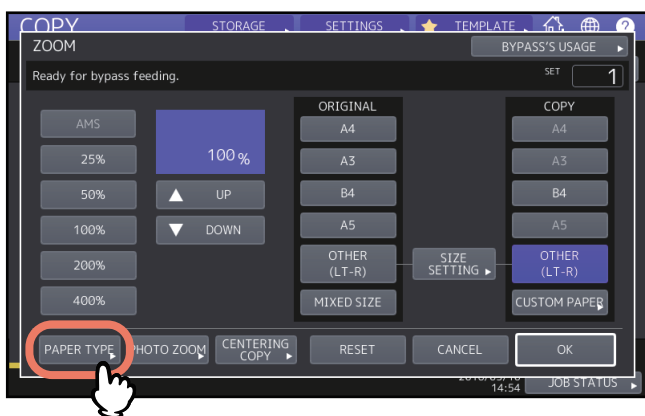 COPY STORAGE SETTINGS TEMPLATE ?
ZOOM BYPASS'S USAGE
Ready for bypass feeding. SET 1
ORIGINAL COPY
AMS A4 A4
25% 100 % A3 A3
50% UP B4 B4
100% DOWN A5 A5
200% OTHER
(LT-R) SIZE
SETTING OTHER
(LT-R)
400% MIXED SIZE CUSTOM PAPER
PAPER TYPE PHOTO ZOOM CENTERING
COPY RESET CANCEL OK
JOB STATUS
14:54